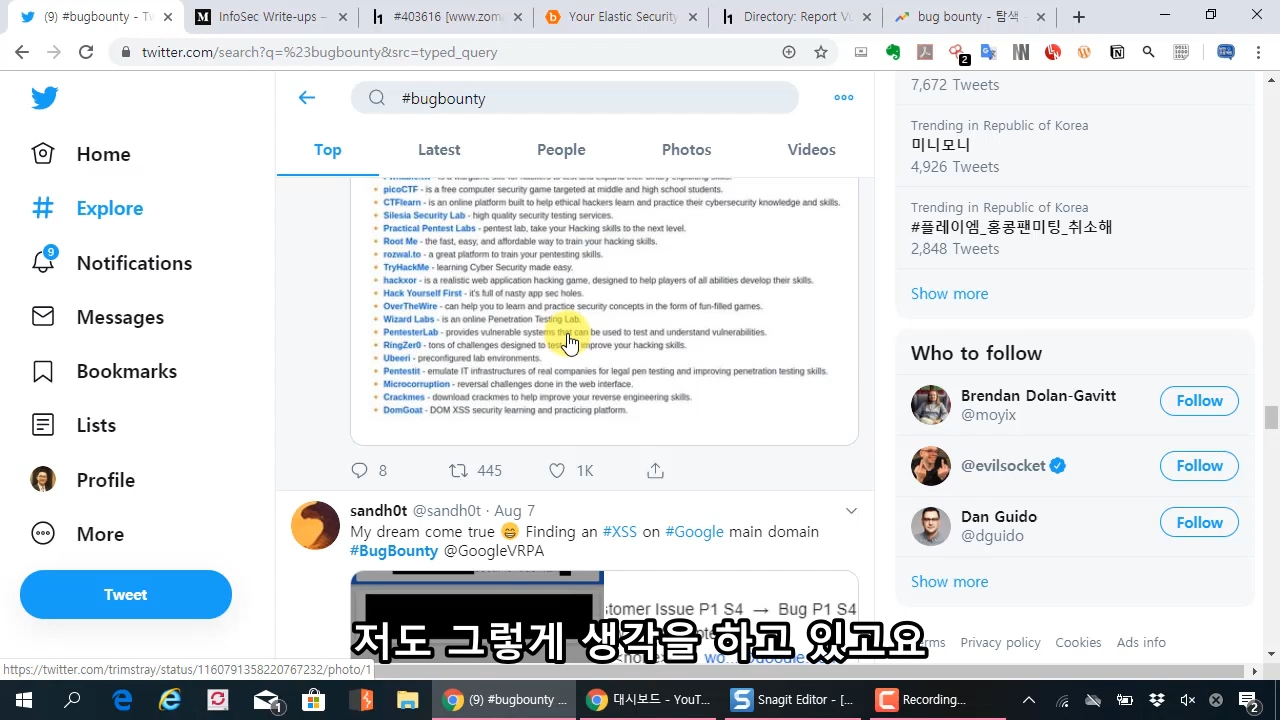 (9) #bugbounty - Tw
InfoSec Write-ups –
#403616 [www.zoma
Your Elastic Security
Directory: Report Vu
bug bounty - 탐색
twitter.com/search?q=%23bugbounty&src=typed_query
2
Home
Explore
9
Notifications
Messages
Bookmarks
Lists
Profile
More
Tweet
#bugbounty
Top
Latest
People
Photos
Videos
picoCTF - is a free computer security game targeted at middle and high school students.
CTFlearn - is an online platform built to help ethical hackers learn and practice their cybersecurity knowledge and skills.
Silesia Security Lab - high quality security testing services.
Practical Pentest Labs - pentest lab, take your Hacking skills to the next level.
Root Me - the fast, easy, and affordable way to train your hacking skills.
rozwal.to - a great platform to train your pentesting skills.
TryHackMe - learning Cyber Security made easy.
hackxor - is a realistic web application hacking game, designed to help players of all abilities develop their skills.
Hack Yourself First - it's full of nasty app sec holes.
OverTheWire - can help you to learn and practice security concepts in the form of fun-filled games.
Wizard Labs - is an online Penetration Testing Lab.
PentesterLab - provides vulnerable systems that can be used to test and understand vulnerabilities.
RingZer0 - tons of challenges designed to test improve your hacking skills.
Ubeeri - preconfigured lab environments.
Pentestit - emulate IT infrastructures of real companies for legal pen testing and improving penetration testing skills.
Microcorruption - reversal challenges done in the web interface.
Crackmes - download crackmes to help improve your reverse engineering skills.
DomGoat - DOM XSS security learning and practicing platform.
8
445
1K
sandh0t @sandh0t · Aug 7
My dream come true 😄 Finding an #XSS on #Google main domain
#BugBounty @GoogleVRPA
stomer Issue P1 S4 → Bug P1 S4
7,672 Tweets
Trending in Republic of Korea
미니모니
4,926 Tweets
Trending in Republic of Korea
#플레이엠_홍콩팬미팅_취소해
2,848 Tweets
Show more
Who to follow
Brendan Dolan-Gavitt
@moyix
Follow
@evilsocket
Follow
Dan Guido
@dguido
Follow
Show more
Terms
Privacy policy
Cookies
Ads info
저도 그렇게 생각을 하고 있고요
https://twitter.com/trimstray/status/1160791358220767232/photo/1
1
(9) #bugbounty ...
대시보드 - YouT...
Snagit Editor - [...
Recording...
2